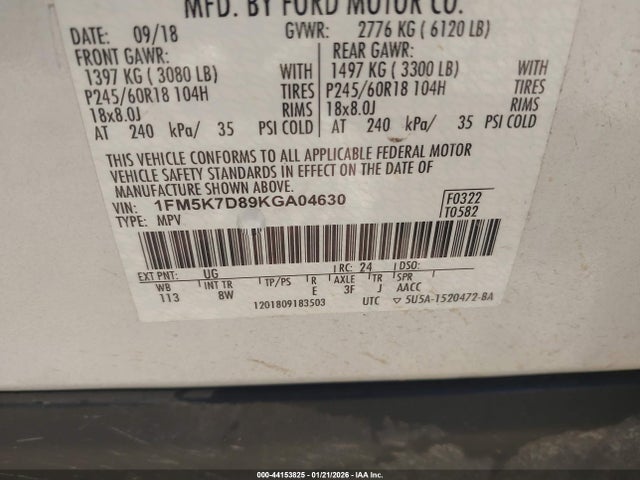 MFD. BY FORD MOTOR CO.
DATE: 09/18 GVWR: 2776 KG ( 6120 LB)
FRONT GAWR: REAR GAWR:
1397 KG ( 3080 LB) WITH 1497 KG ( 3300 LB) WITH
P245/60R18 104H TIRES P245/60R18 104H TIRES
18x8.0J RIMS 18x8.0J RIMS
AT 240 kPa/ 35 PSI COLD AT 240 kPa/ 35 PSI COLD
THIS VEHICLE CONFORMS TO ALL APPLICABLE FEDERAL MOTOR
VEHICLE SAFETY STANDARDS IN EFFECT ON THE DATE OF
MANUFACTURE SHOWN ABOVE.
VIN: 1FM5K7D89KGA04630
TYPE: MPV
F0322
T0582
EXT PNT: UG RC: 24 DSO:
WB INT TR TP/PS R AXLE TR SPR
113 8W E 3F J AACC
1201809183503 UTC ▽ 5U5A-1520472-BA
000-44153825 | 01/21/2026 - IAA Inc.